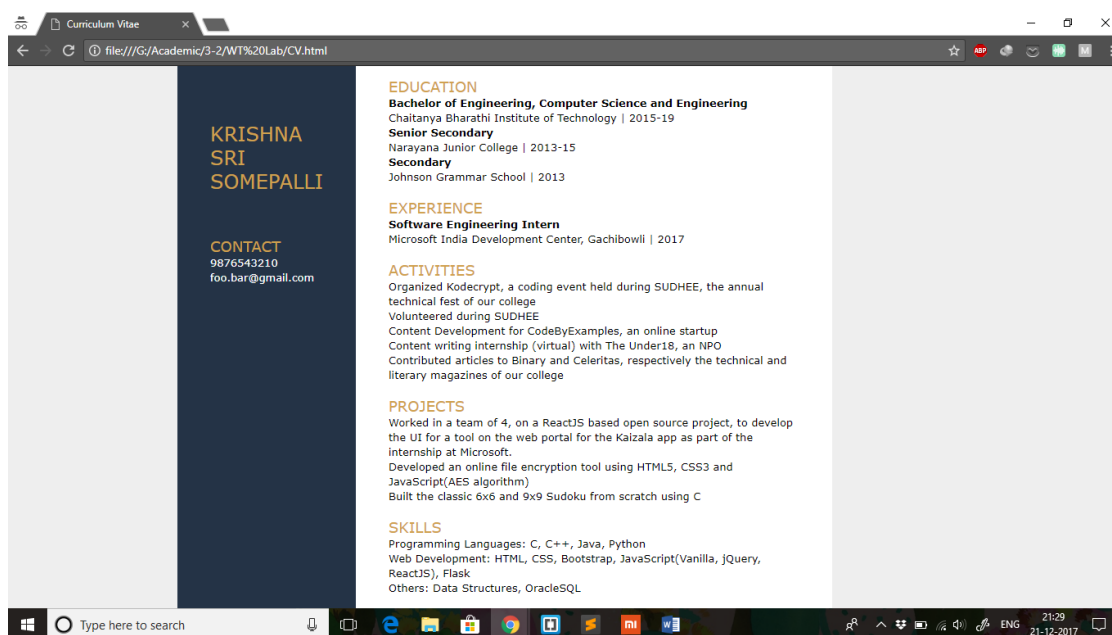 Curriculum Vitae
file:///G:/Academic/3-2/WT%20Lab/CV.html
ABP
M
KRISHNA
SRI
SOMEPALLI
CONTACT
9876543210
foo.bar@gmail.com
EDUCATION
Bachelor of Engineering, Computer Science and Engineering
Chaitanya Bharathi Institute of Technology | 2015-19
Senior Secondary
Narayana Junior College | 2013-15
Secondary
Johnson Grammar School | 2013
EXPERIENCE
Software Engineering Intern
Microsoft India Development Center, Gachibowli | 2017
ACTIVITIES
Organized Kodecrypt, a coding event held during SUDHEE, the annual
technical fest of our college
Volunteered during SUDHEE
Content Development for CodeByExamples, an online startup
Content writing internship (virtual) with The Under18, an NPO
Contributed articles to Binary and Celeritas, respectively the technical and
literary magazines of our college
PROJECTS
Worked in a team of 4, on a ReactJS based open source project, to develop
the UI for a tool on the web portal for the Kaizala app as part of the
internship at Microsoft.
Developed an online file encryption tool using HTML5, CSS3 and
JavaScript(AES algorithm)
Built the classic 6x6 and 9x9 Sudoku from scratch using C
SKILLS
Programming Languages: C, C++, Java, Python
Web Development: HTML, CSS, Bootstrap, JavaScript(Vanilla, jQuery,
ReactJS), Flask
Others: Data Structures, OracleSQL
Type here to search
mi
W
ENG
21:29
21-12-2017